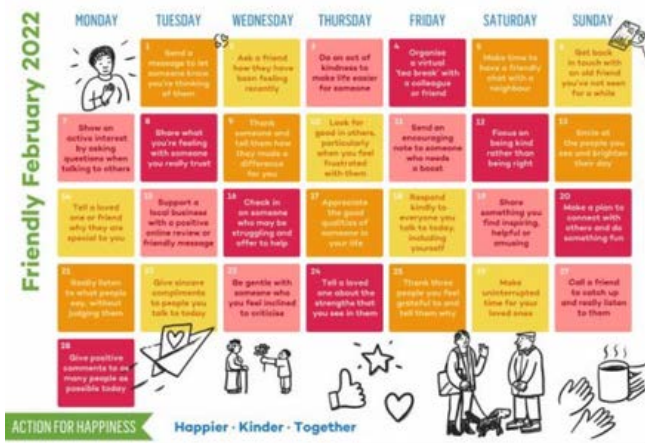 Friendly February 2022
MONDAY TUESDAY WEDNESDAY THURSDAY FRIDAY SATURDAY SUNDAY
1
Send a
message to let
someone know
you're thinking
of them
2
Ask a friend
how they have
been feeling
recently
3
Do an act of
kindness to
make life easier
for someone
4
Organise
a virtual
'tea break' with
a colleague
or friend
5
Make time to
have a friendly
chat with a
neighbour
6
Get back
in touch with
an old friend
you've not seen
for a while
7
Show an
active interest
by asking
questions when
talking to others
8
Share what
you're feeling
with someone
you really trust
9
Thank
someone and
tell them how
they made a
difference
for you
10
Look for
good in others,
particularly
when you feel
frustrated
with them
11
Send an
encouraging
note to someone
who needs
a boost
12
Focus on
being kind
rather than
being right
13
Smile at
the people you
see and brighten
their day
14
Tell a loved
one or friend
why they are
special to you
15
Support a
local business
with a positive
online review or
friendly message
16
Check in
on someone
who may be
struggling and
offer to help
17
Appreciate
the good
qualities of
someone in
your life
18
Respond
kindly to
everyone you
talk to today,
including
yourself
19
Share
something you
find inspiring,
helpful or
amusing
20
Make a plan to
connect with
others and do
something fun
21
Really listen
to what people
say, without
judging them
22
Give sincere
compliments
to people you
talk to today
23
Be gentle with
someone who
you feel inclined
to criticise
24
Tell a loved
one about the
strengths that
you see in them
25
Thank three
people you feel
grateful to and
tell them why
26
Make
uninterrupted
time for your
loved ones
27
Call a friend
to catch up
and really listen
to them
28
Give positive
comments to as
many people as
possible today
ACTION FOR HAPPINESS
Happier · Kinder · Together